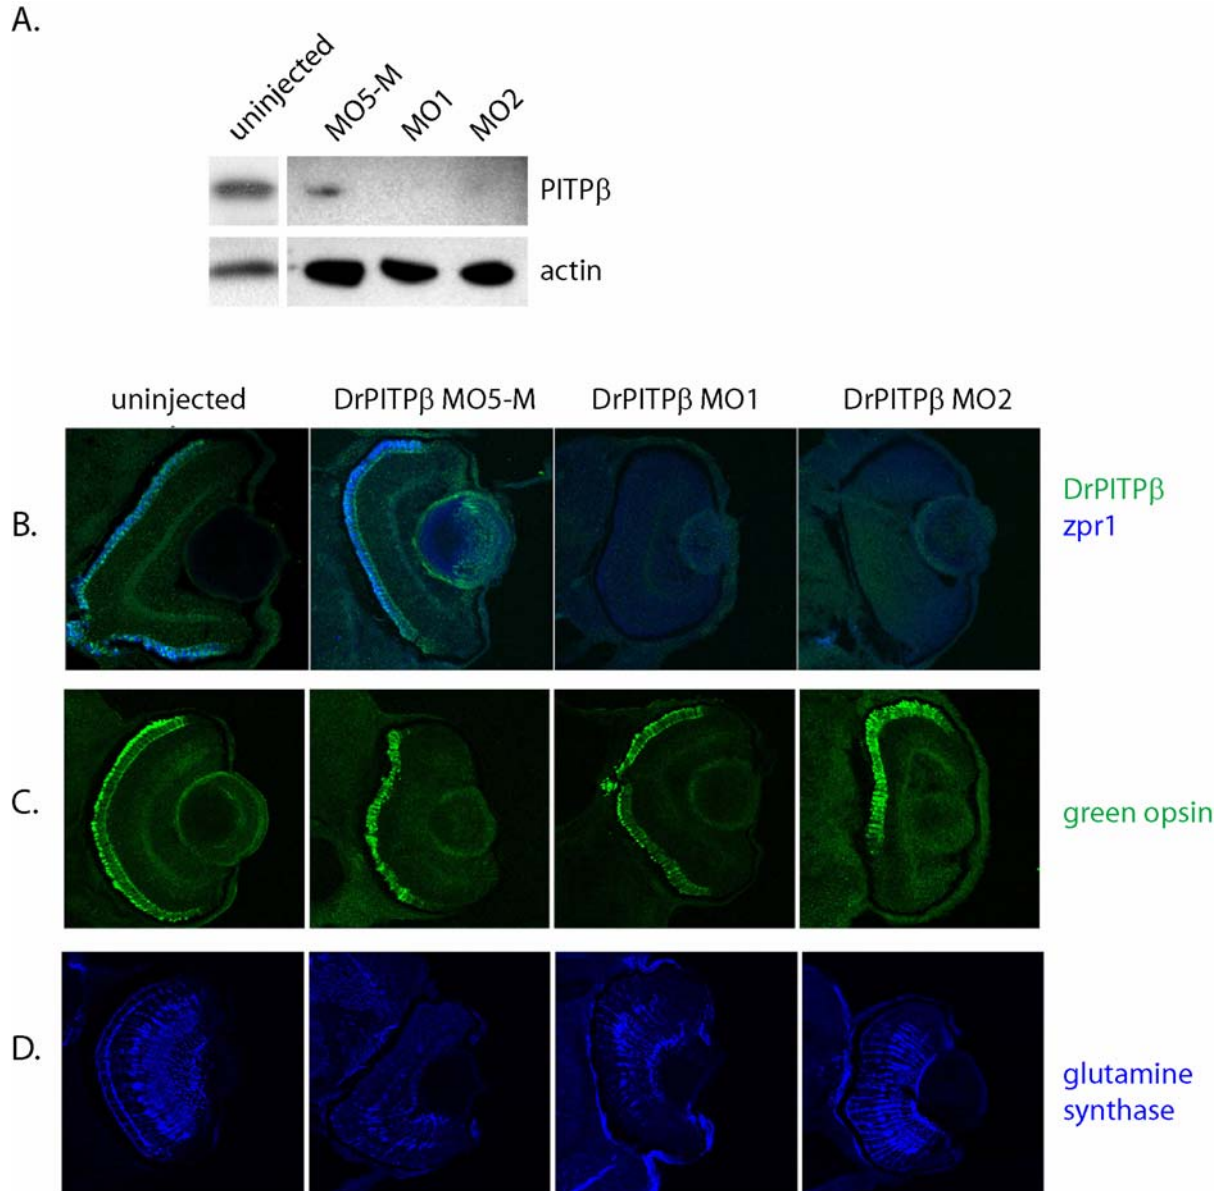 A.
uninjected
MO5-M
MO1
MO2
PITPβ
actin
uninjected
DrPITPβ MO5-M
DrPITPβ MO1
DrPITPβ MO2
B.
DrPITPβ
zpr1
C.
green opsin
D.
glutamine
synthase